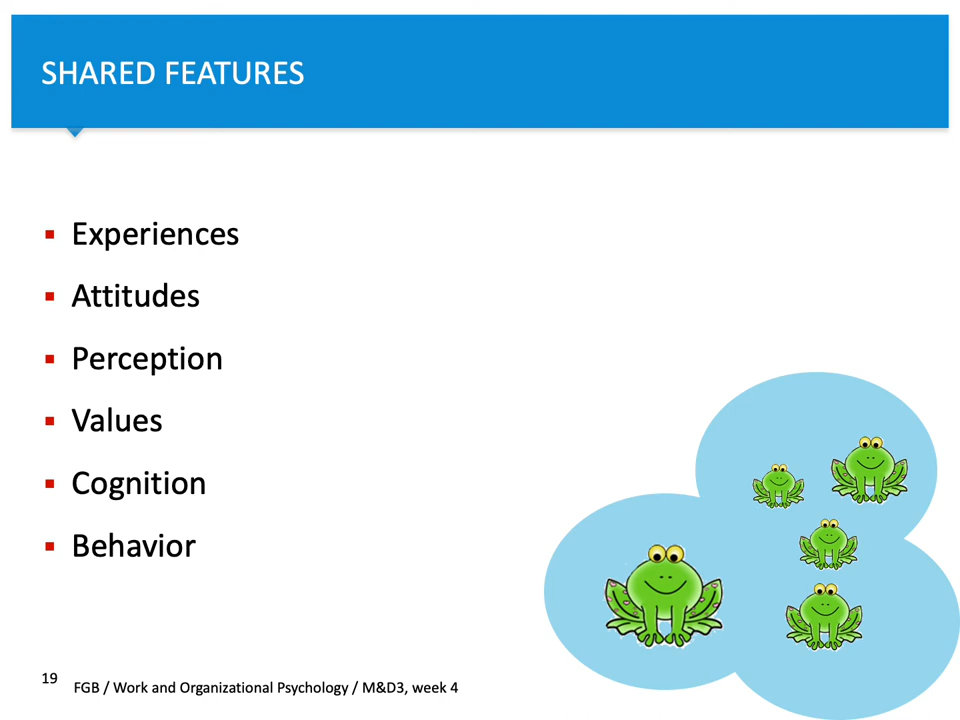 SHARED FEATURES
▪ Experiences
▪ Attitudes
▪ Perception
▪ Values
▪ Cognition
▪ Behavior
19
FGB / Work and Organizational Psychology / M&D3, week 4